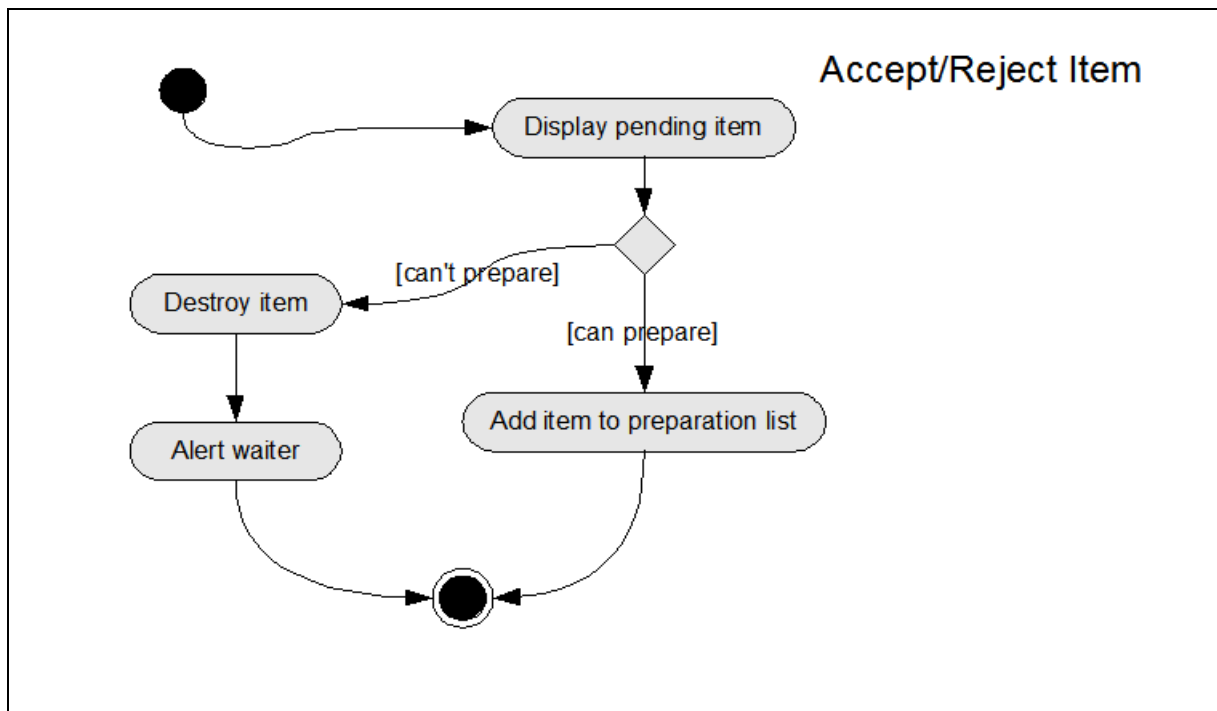 Accept/Reject Item
Display pending item
[can't prepare]
Destroy item
[can prepare]
Add item to preparation list
Alert waiter